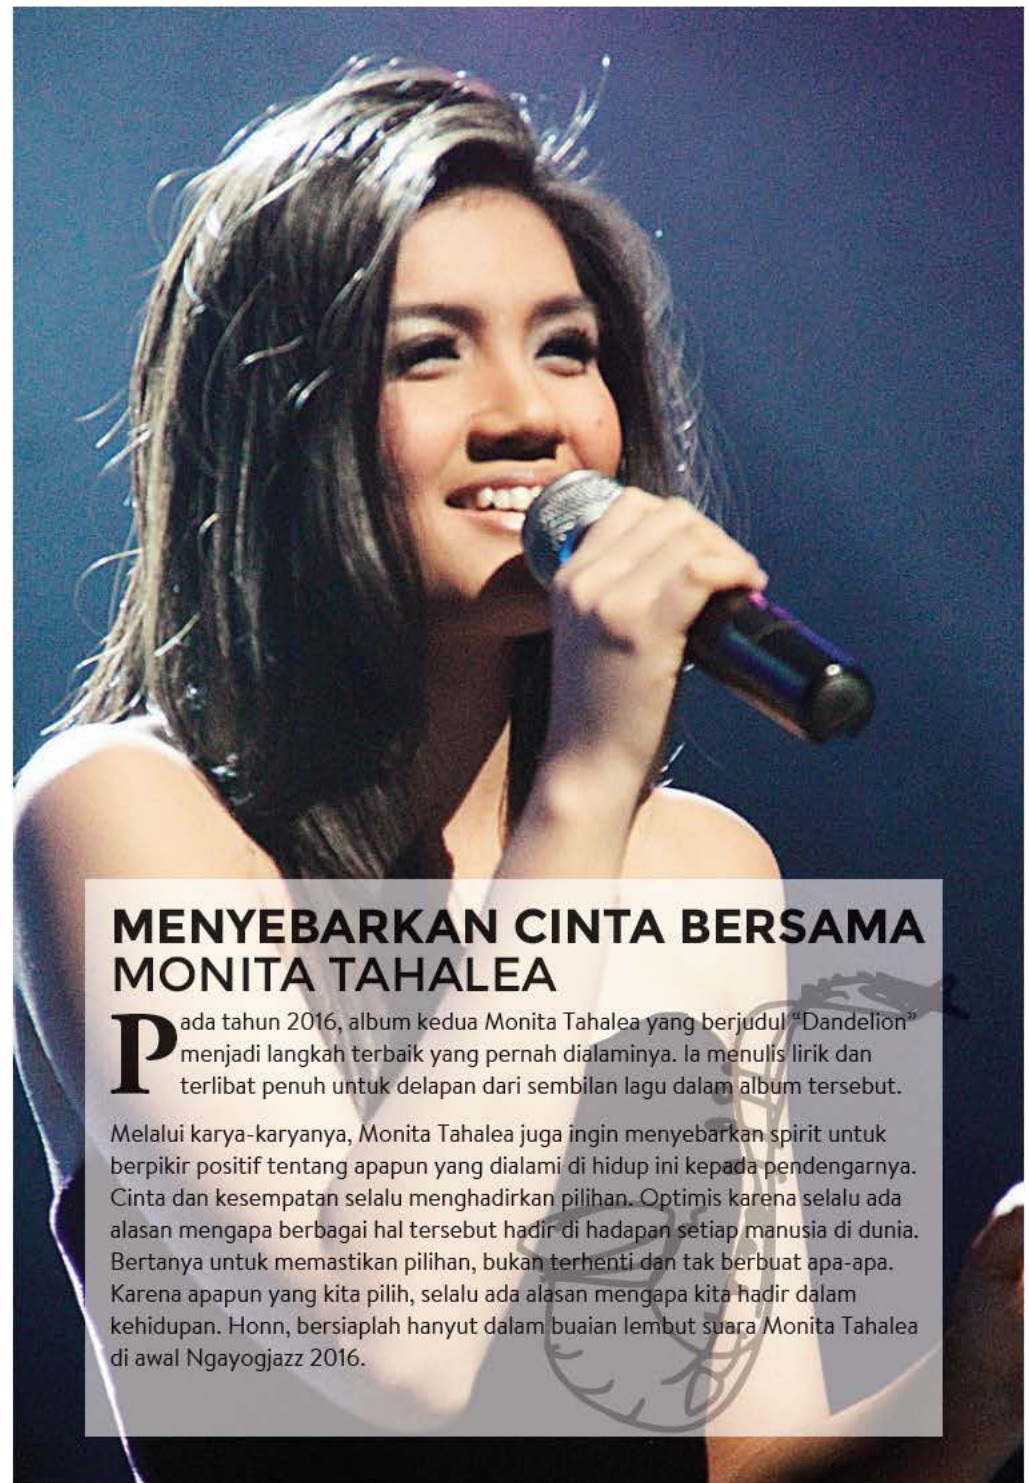 MENYEBARKAN CINTA BERSAMA
MONITA TAHALEA
Pada tahun 2016, album kedua Monita Tahalea yang berjudul “Dandelion”
menjadi langkah terbaik yang pernah dialaminya. Ia menulis lirik dan
terlibat penuh untuk delapan dari sembilan lagu dalam album tersebut.
Melalui karya-karyanya, Monita Tahalea juga ingin menyebarkan spirit untuk
berpikir positif tentang apapun yang dialami di hidup ini kepada pendengarnya.
Cinta dan kesempatan selalu menghadirkan pilihan. Optimis karena selalu ada
alasan mengapa berbagai hal tersebut hadir di hadapan setiap manusia di dunia.
Bertanya untuk memastikan pilihan, bukan terhenti dan tak berbuat apa-apa.
Karena apapun yang kita pilih, selalu ada alasan mengapa kita hadir dalam
kehidupan. Honn, bersiaplah hanyut dalam buaian lembut suara Monita Tahalea
di awal Ngayogjazz 2016.